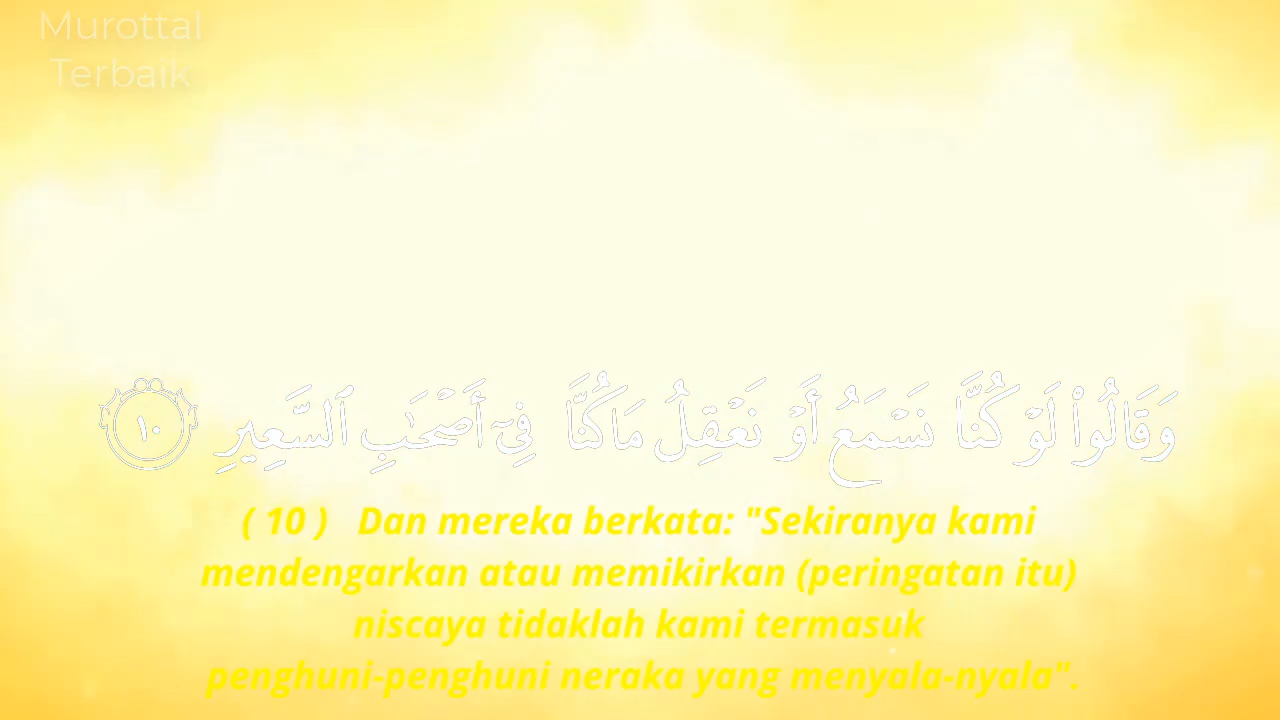 Murottal
Terbaik
وَقَالُوا۟ لَوْ كُنَّا نَسْمَعُ أَوْ نَعْقِلُ مَا كُنَّا فِىٓ أَصْحَـٰبِ ٱلسَّعِيرِ ١٠
( 10 ) Dan mereka berkata: "Sekiranya kami
mendengarkan atau memikirkan (peringatan itu)
niscaya tidaklah kami termasuk
penghuni-penghuni neraka yang menyala-nyala".